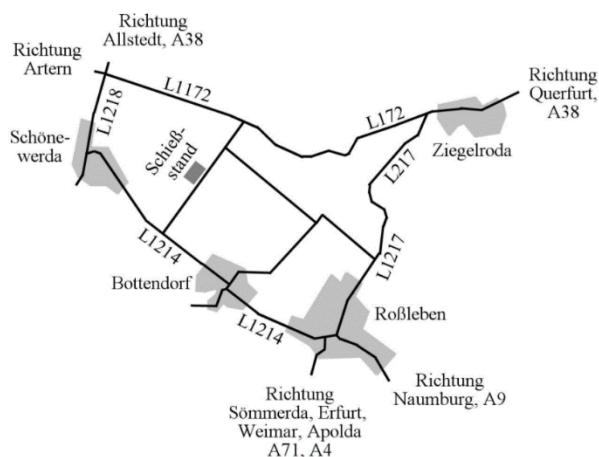 Richtung
Allstedt, A38
Richtung
Artern
L1172
L1218
Richtung
Querfurt,
A38
L172
Ziegelroda
Schöne-
werda
Schieß-
stand
L217
L1214
L1217
Bottendorf
Roßleben
L1214
Richtung
Naumburg, A9
Richtung
Sömmerda, Erfurt,
Weimar, Apolda
A71, A4